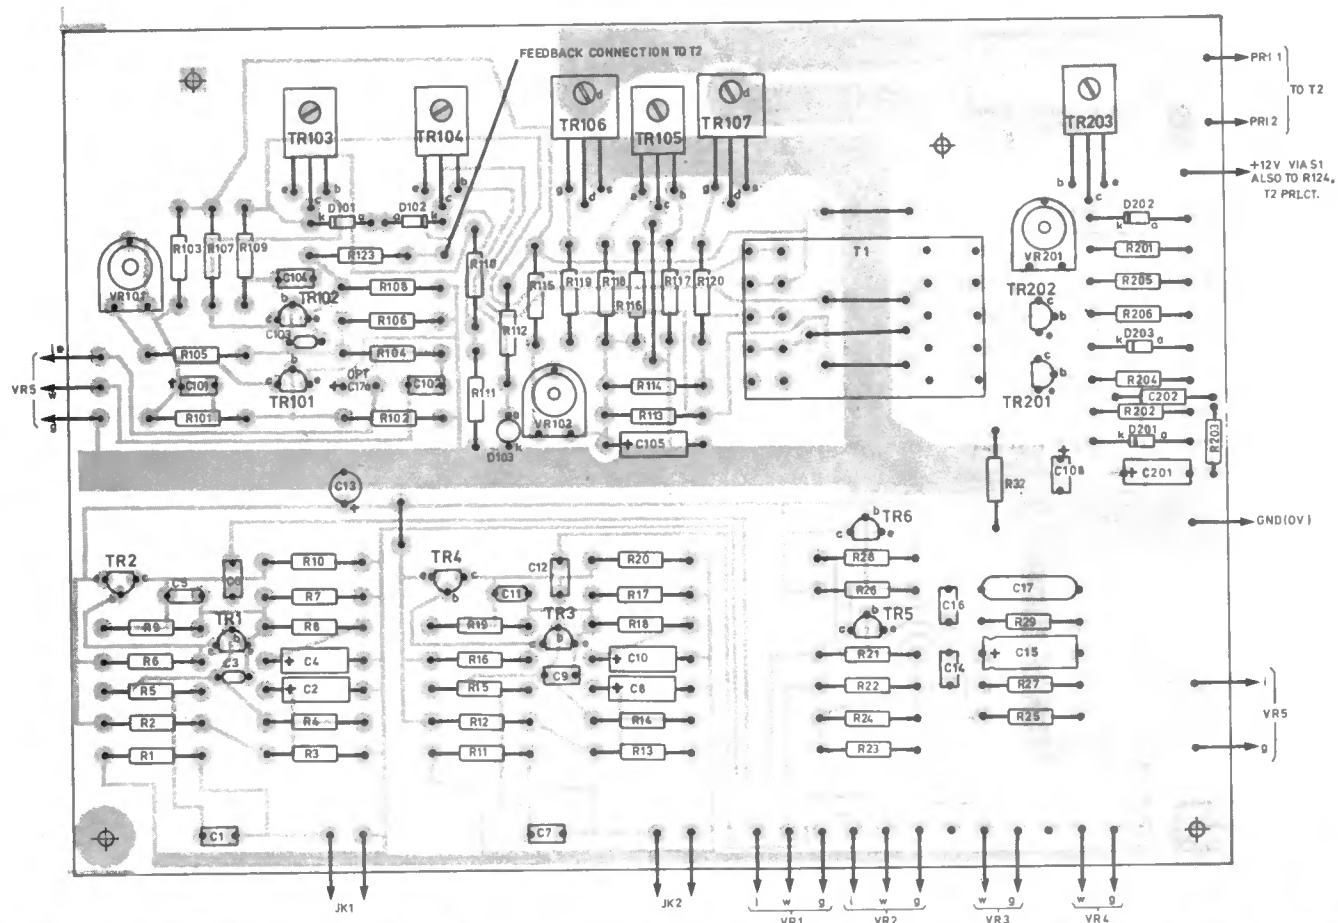 FEEDBACK CONNECTION TO T2
PRI 1
TO T2
PRI 2
+12V VIA S1
ALSO TO R124,
T2 PRI.CT.
TR103
TR104
TR106
TR105
TR107
TR203
d
d
e
b
c
e
b
c
g
s
d
b
c
g
s
d
b
e
c
D101
k
a
D102
a
k
D202
k
a
R103
R107
R109
R123
R118
R115
R119
R118
R116
R117
R120
T1
VR201
R201
VR101
C104
R108
R205
TR102
b
e
C103
R106
R112
TR202
c
b
e
R206
D203
k
a
R105
R104
VR5
w
g
C101
b
c
e
TR101
OPT
C102
R111
R114
c
b
e
TR201
R204
C202
R101
R102
VR102
R113
R202
R203
D103
a
k
C105
D201
k
a
C13
R32
C108
C201
GND(0V)
TR6
b
c
e
TR2
e
c
R10
TR4
e
c
b
R20
R28
C5
C6
R7
C11
C12
R17
R26
C16
C17
R9
TR1
b
R8
R19
TR3
b
R18
TR5
b
c
e
R29
R6
C3
C4
R16
C9
C10
R21
C14
C15
R5
C2
R15
C8
R22
R27
i
VR5
g
R2
R4
R12
R14
R24
R25
R1
R3
R11
R13
R23
C1
C7
JK1
JK2
i
w
g
i
w
g
w
g
w
g
VR1
VR2
VR3
VR4